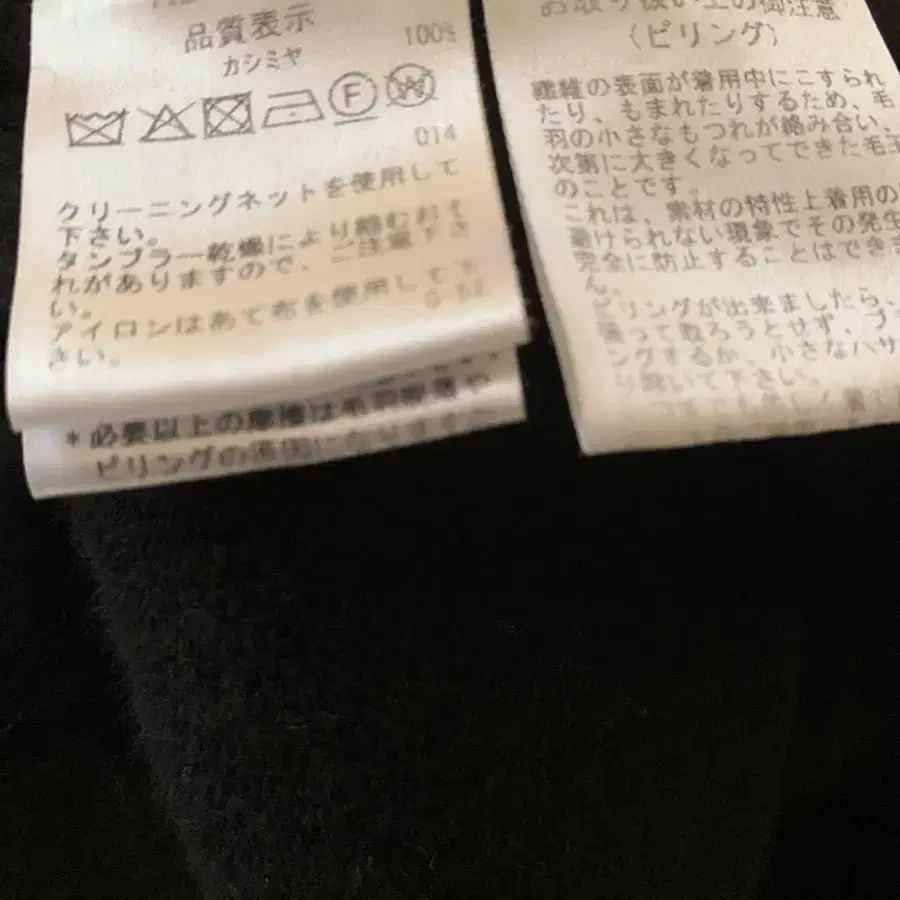 品質表示
カシミヤ 100%
F W
014
クリーニングネットを使用して
下さい。
タンブラー乾燥により縮むおそ
れがありますので、ご注意下さ
い。
アイロンはあて布を使用して下
さい。
*必要以上の摩擦は毛羽脱落や
ピリングの原因になりますの
お取り扱い上の御注意
(ピリング)
繊維の表面が着用中にこすられ
たり、もまれたりするため、毛
羽の小さなもつれが絡み合い、
次第に大きくなってできた毛玉
のことです。
これは、素材の特性上着用の
避けられない現象でその発生
完全に防止することはできま
ん。
ピリングが出来ましたら、
って取ろうとせず、ブ
ングするか、小さなハサ
り除いて下さい。